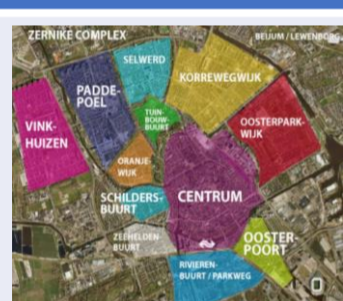 ZERNIKE COMPLEX
BEIJUM / LEWENBORG
SELWERD
KORREWEGWIJK
PADDE-
POEL
VINK-
HUIZEN
TUIN-
BOUW-
BUURT
OOSTERPARK-
WIJK
ORANJE-
WIJK
SCHILDERS-
BUURT
CENTRUM
ZEEHELDEN-
BUURT
OOSTER-
POORT
RIVIEREN-
BUURT / PARKWEG